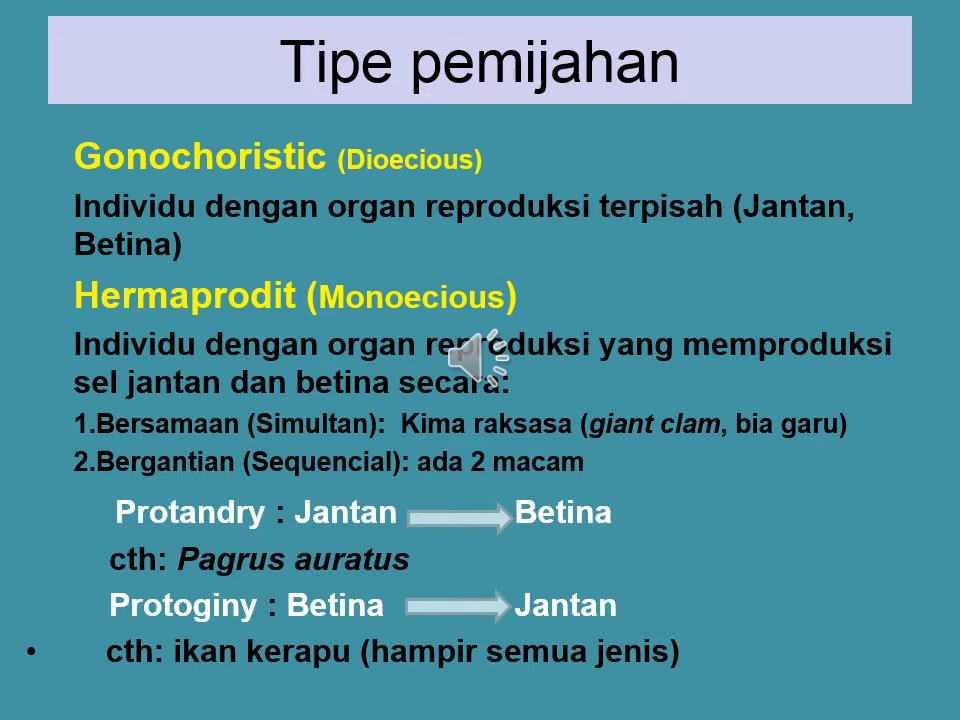 Tipe pemijahan
Gonochoristic (Dioecious)
Individu dengan organ reproduksi terpisah (Jantan,
Betina)
Hermaprodit (Monoecious)
Individu dengan organ reproduksi yang memproduksi
sel jantan dan betina secara:
1.Bersamaan (Simultan): Kima raksasa (giant clam, bia garu)
2.Bergantian (Sequencial): ada 2 macam
Protandry : Jantan Betina
cth: Pagrus auratus
Protoginy : Betina Jantan
• cth: ikan kerapu (hampir semua jenis)